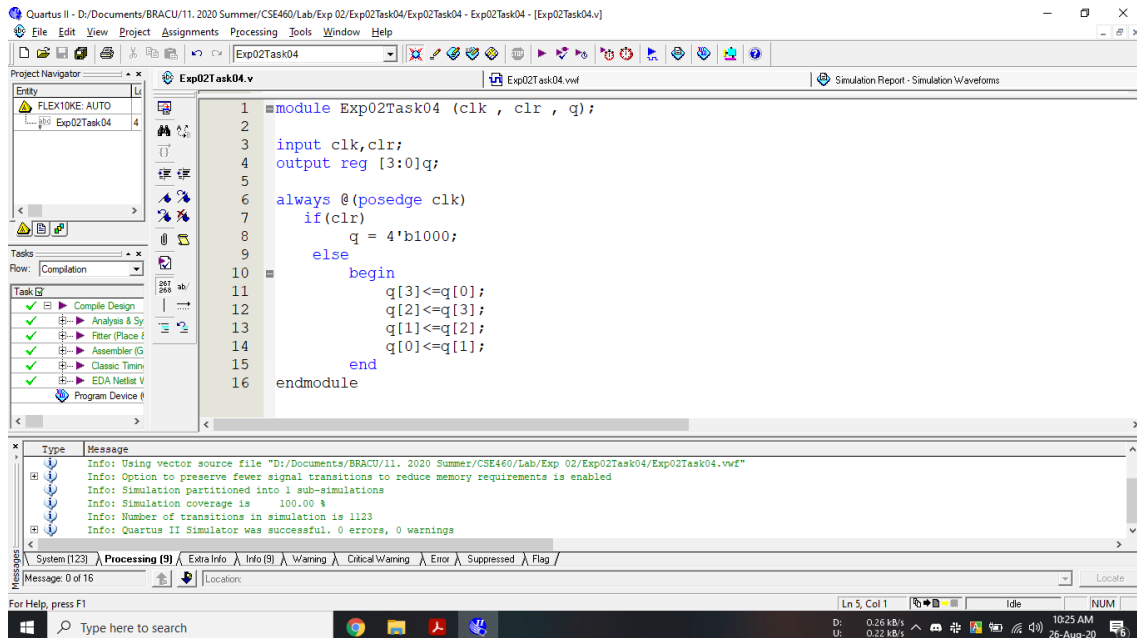 Quartus II - D:/Documents/BRACU/11. 2020 Summer/CSE460/Lab/Exp 02/Exp02Task04/Exp02Task04 - Exp02Task04 - [Exp02Task04.v]
File Edit View Project Assignments Processing Tools Window Help
Exp02Task04
Project Navigator
Exp02Task04.v
Exp02Task04.vwf
Simulation Report - Simulation Waveforms
Entity
FLEX10KE: AUTO
Exp02Task04 4
1 module Exp02Task04 (clk , clr , q);
2
3 input clk,clr;
4 output reg [3:0]q;
5
6 always @(posedge clk)
7 if(clr)
8 q = 4'b1000;
9 else
10 begin
11 q[3]<=q[0];
12 q[2]<=q[3];
13 q[1]<=q[2];
14 q[0]<=q[1];
15 end
16 endmodule
267
268
ab/
Tasks
Flow: Compilation
Task
Compile Design
Analysis & Sy
Fitter (Place &
Assembler (G
Classic Timin
EDA Netlist W
Program Device (
Type Message
Info: Using vector source file "D:/Documents/BRACU/11. 2020 Summer/CSE460/Lab/Exp 02/Exp02Task04/Exp02Task04.vwf"
Info: Option to preserve fewer signal transitions to reduce memory requirements is enabled
Info: Simulation partitioned into 1 sub-simulations
Info: Simulation coverage is 100.00 %
Info: Number of transitions in simulation is 1123
Info: Quartus II Simulator was successful. 0 errors, 0 warnings
System (123) Processing (9) Extra Info Info (9) Warning Critical Warning Error Suppressed Flag
Messages
Message: 0 of 16 Location: Locate
For Help, press F1 Ln 5, Col 1 Idle NUM
Type here to search
D: 0.26 kB/s
U: 0.22 kB/s
10:25 AM
26-Aug-20
6